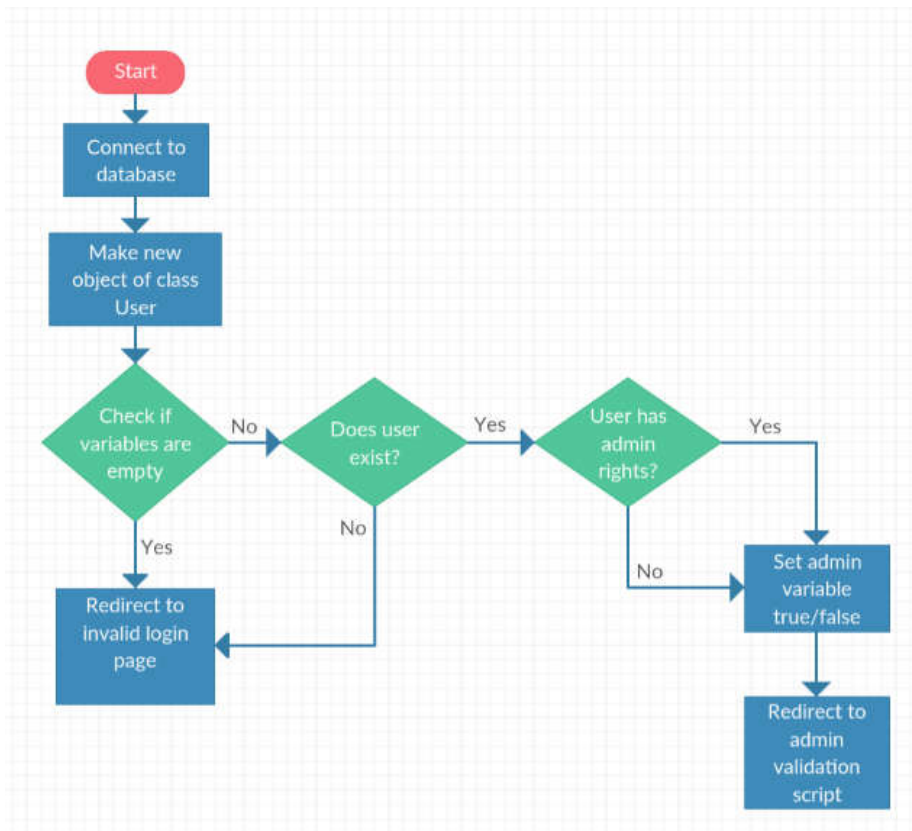 Start
Connect to
database
Make new
object of class
User
Check if
variables are
empty
No
Does user
exist?
Yes
User has
admin
rights?
Yes
No
Yes
No
Redirect to
invalid login
page
Set admin
variable
true/false
Redirect to
admin
validation
script